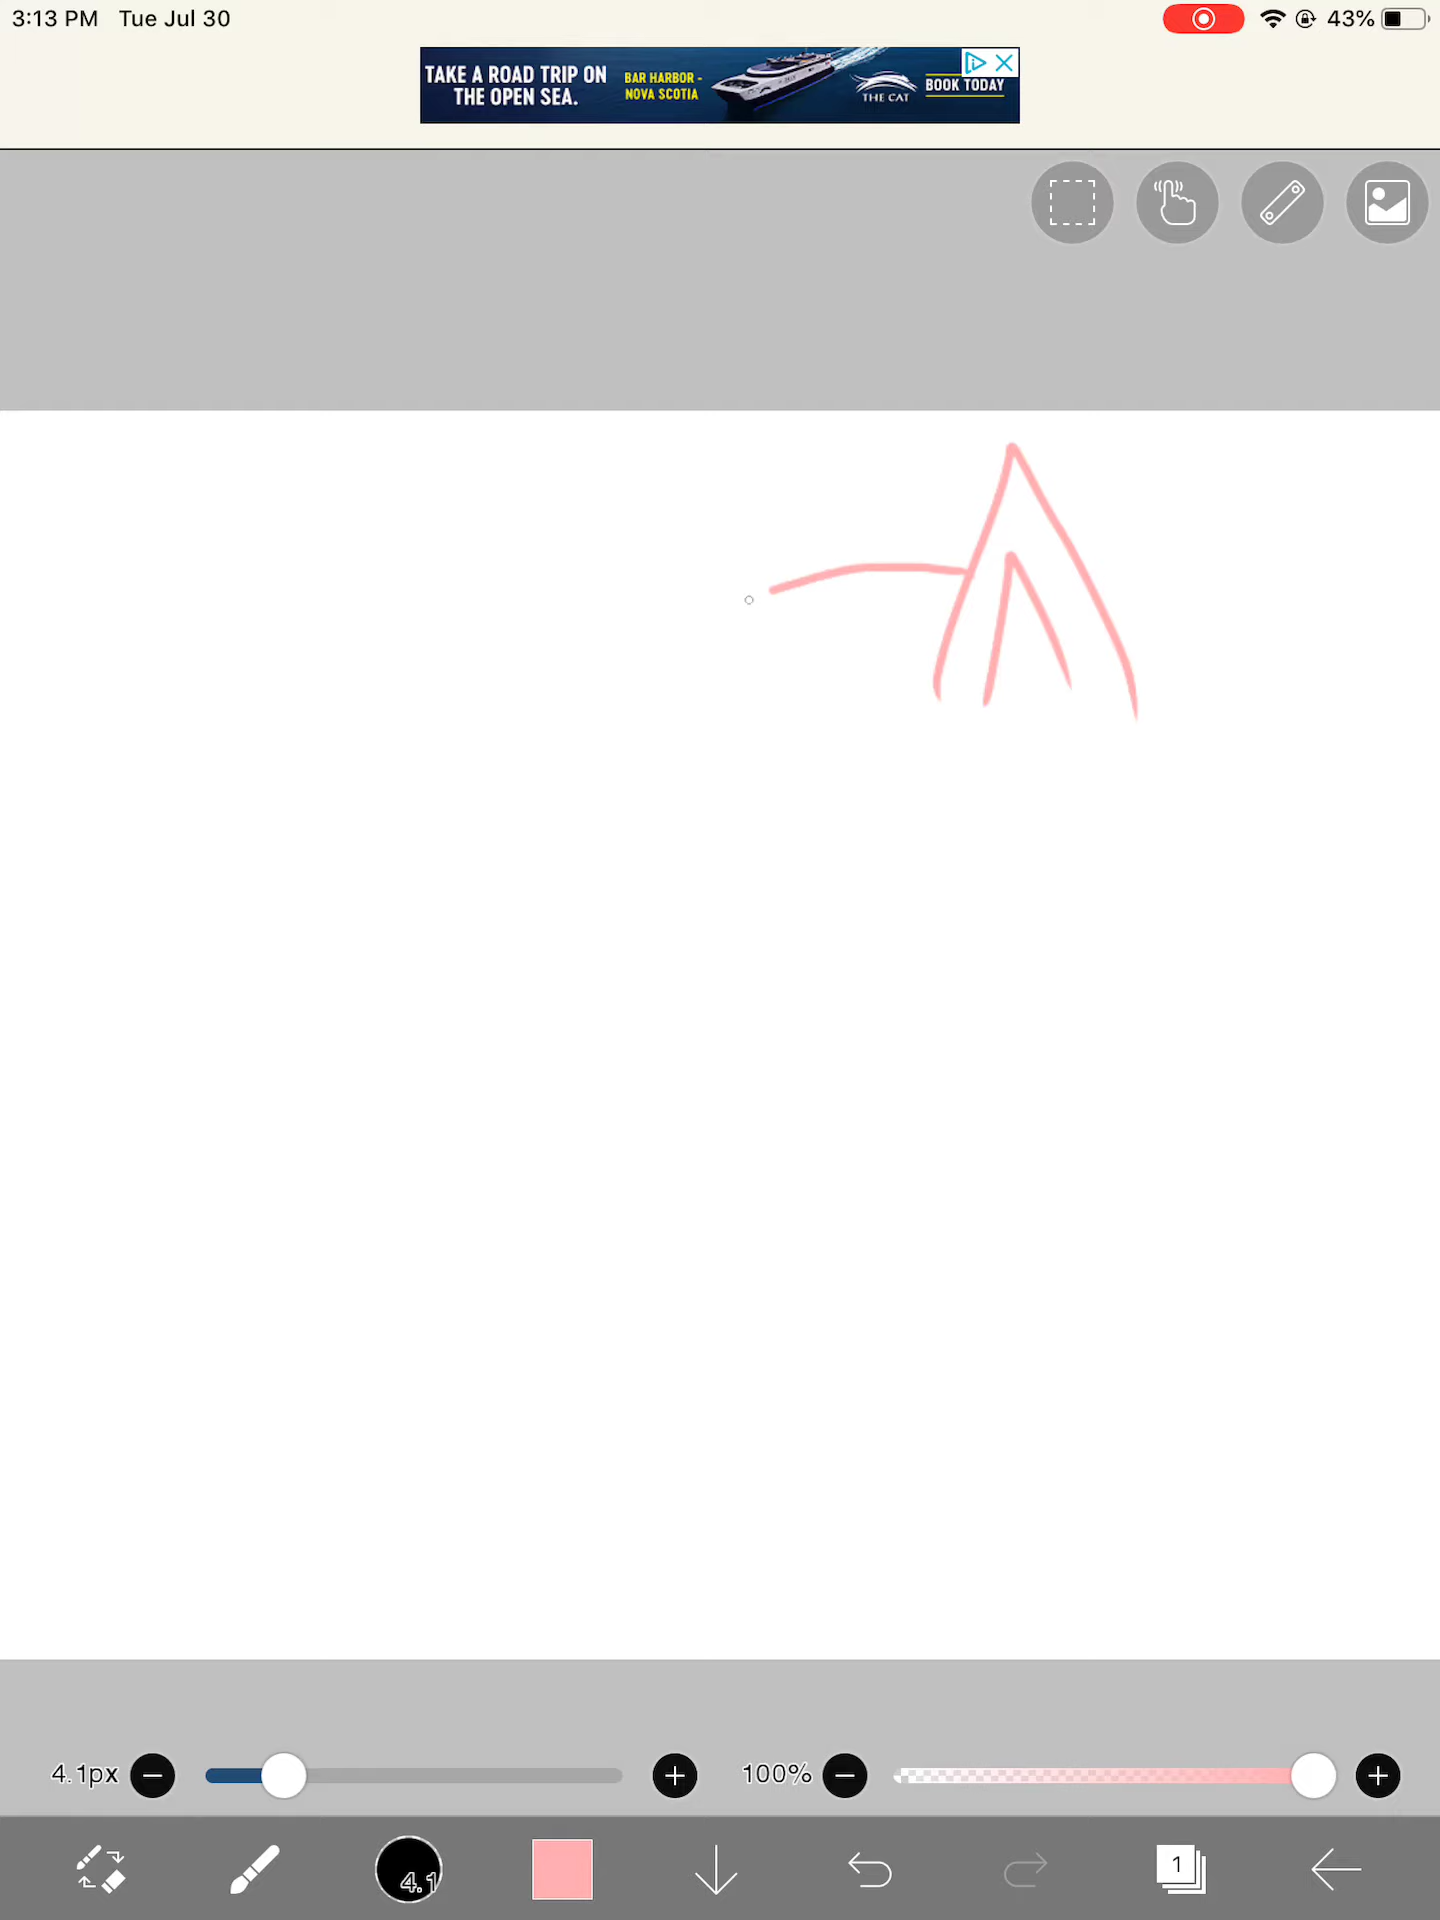 3:13 PM Tue Jul 30
43%
TAKE A ROAD TRIP ON
THE OPEN SEA.
BAR HARBOR -
NOVA SCOTIA
THE CAT
BOOK TODAY
4.1px
100%
4.1
1